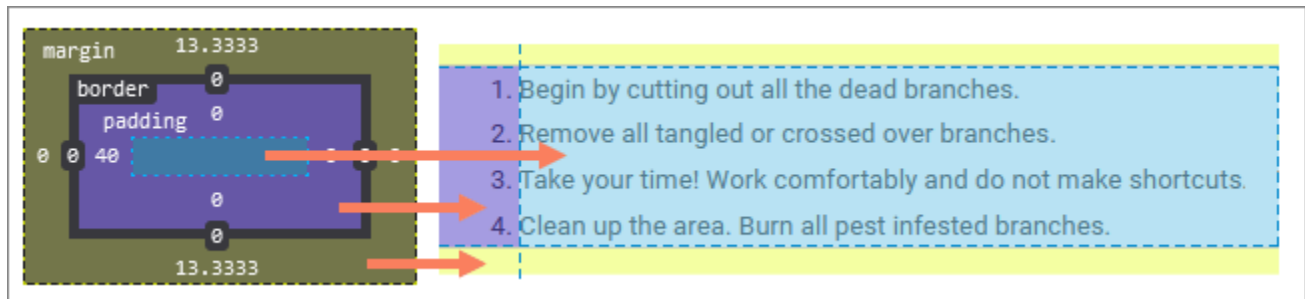 margin 13.3333
border 0
padding 0
0 0 40
0
0
13.3333
1. Begin by cutting out all the dead branches.
2. Remove all tangled or crossed over branches.
3. Take your time! Work comfortably and do not make shortcuts.
4. Clean up the area. Burn all pest infested branches.